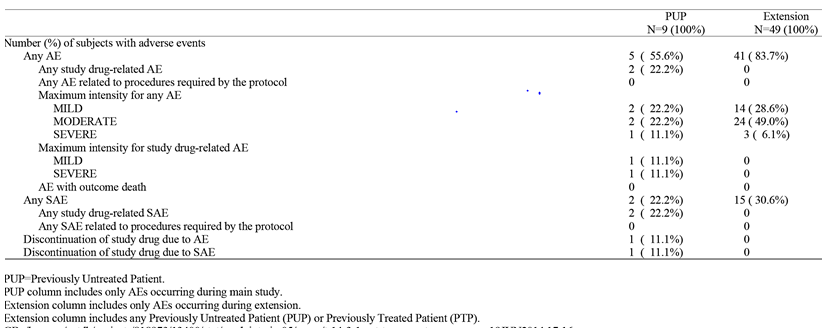 PUP Extension
N=9 (100%) N=49 (100%)
Number (%) of subjects with adverse events
Any AE 5 ( 55.6%) 41 ( 83.7%)
Any study drug-related AE 2 ( 22.2%) 0
Any AE related to procedures required by the protocol 0 0
Maximum intensity for any AE
MILD 2 ( 22.2%) 14 ( 28.6%)
MODERATE 2 ( 22.2%) 24 ( 49.0%)
SEVERE 1 ( 11.1%) 3 ( 6.1%)
Maximum intensity for study drug-related AE
MILD 1 ( 11.1%) 0
SEVERE 1 ( 11.1%) 0
AE with outcome death 0 0
Any SAE 2 ( 22.2%) 15 ( 30.6%)
Any study drug-related SAE 2 ( 22.2%) 0
Any SAE related to procedures required by the protocol 0 0
Discontinuation of study drug due to AE 1 ( 11.1%) 0
Discontinuation of study drug due to SAE 1 ( 11.1%) 0
PUP=Previously Untreated Patient.
PUP column includes only AEs occurring during main study.
Extension column includes only AEs occurring during extension.
Extension column includes any Previously Untreated Patient (PUP) or Previously Treated Patient (PTP).